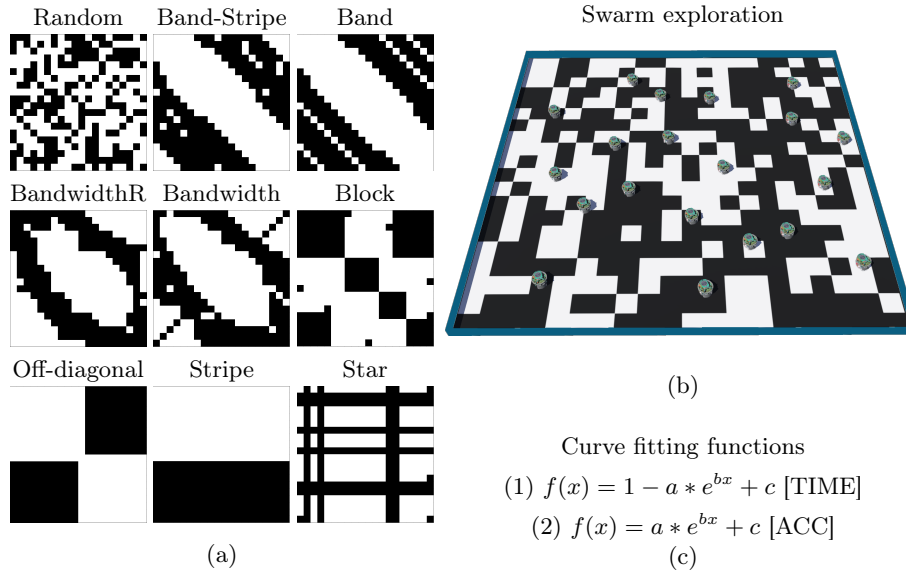 Random Band-Stripe Band
BandwidthR Bandwidth Block
Off-diagonal Stripe Star
(a)
Swarm exploration
(b)
Curve fitting functions
(1) f(x) = 1 − a ∗ e^{bx} + c [TIME]
(2) f(x) = a ∗ e^{bx} + c [ACC]
(c)